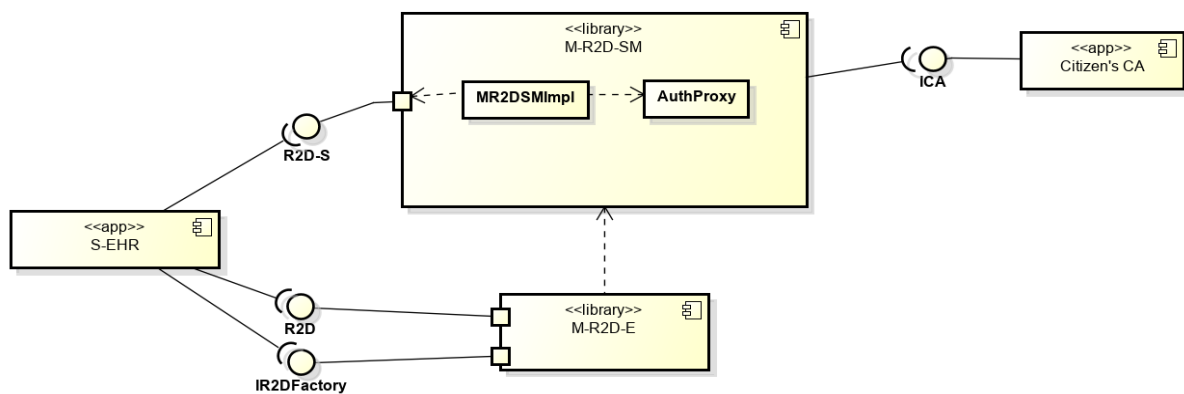 <<library>>
M-R2D-SM
MR2DSMImpl
AuthProxy
ICA
<<app>>
Citizen's CA
R2D-S
<<app>>
S-EHR
<<library>>
M-R2D-E
R2D
IR2DFactory